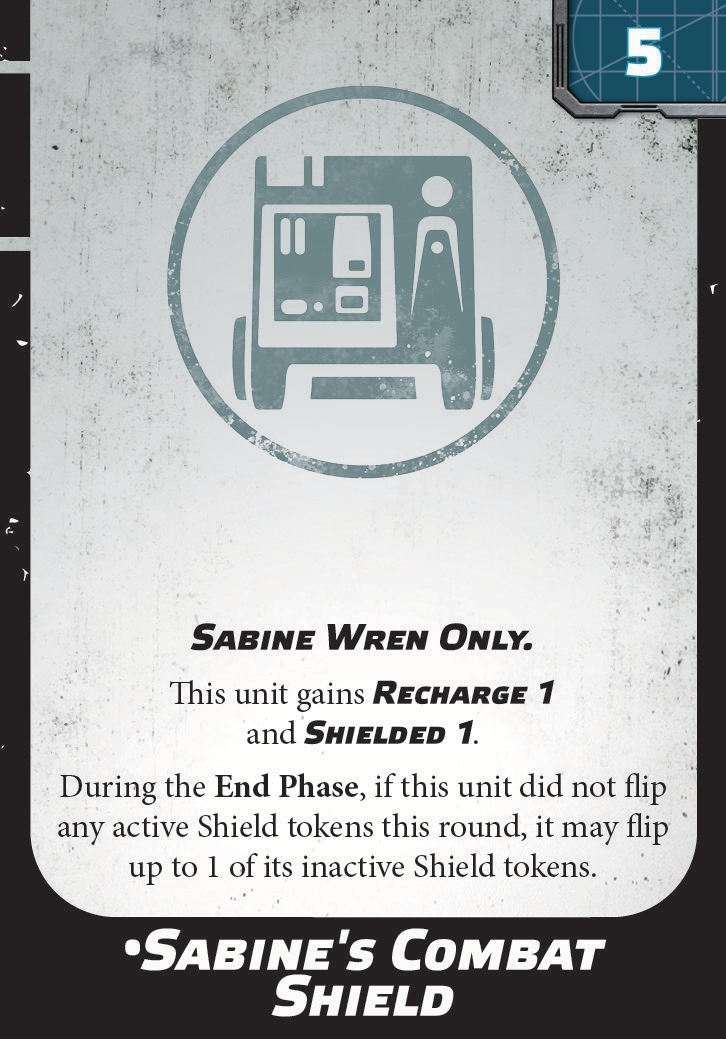 5
SABINE WREN ONLY.
This unit gains RECHARGE 1
and SHIELDED 1.
During the End Phase, if this unit did not flip
any active Shield tokens this round, it may flip
up to 1 of its inactive Shield tokens.
•SABINE'S COMBAT
SHIELD